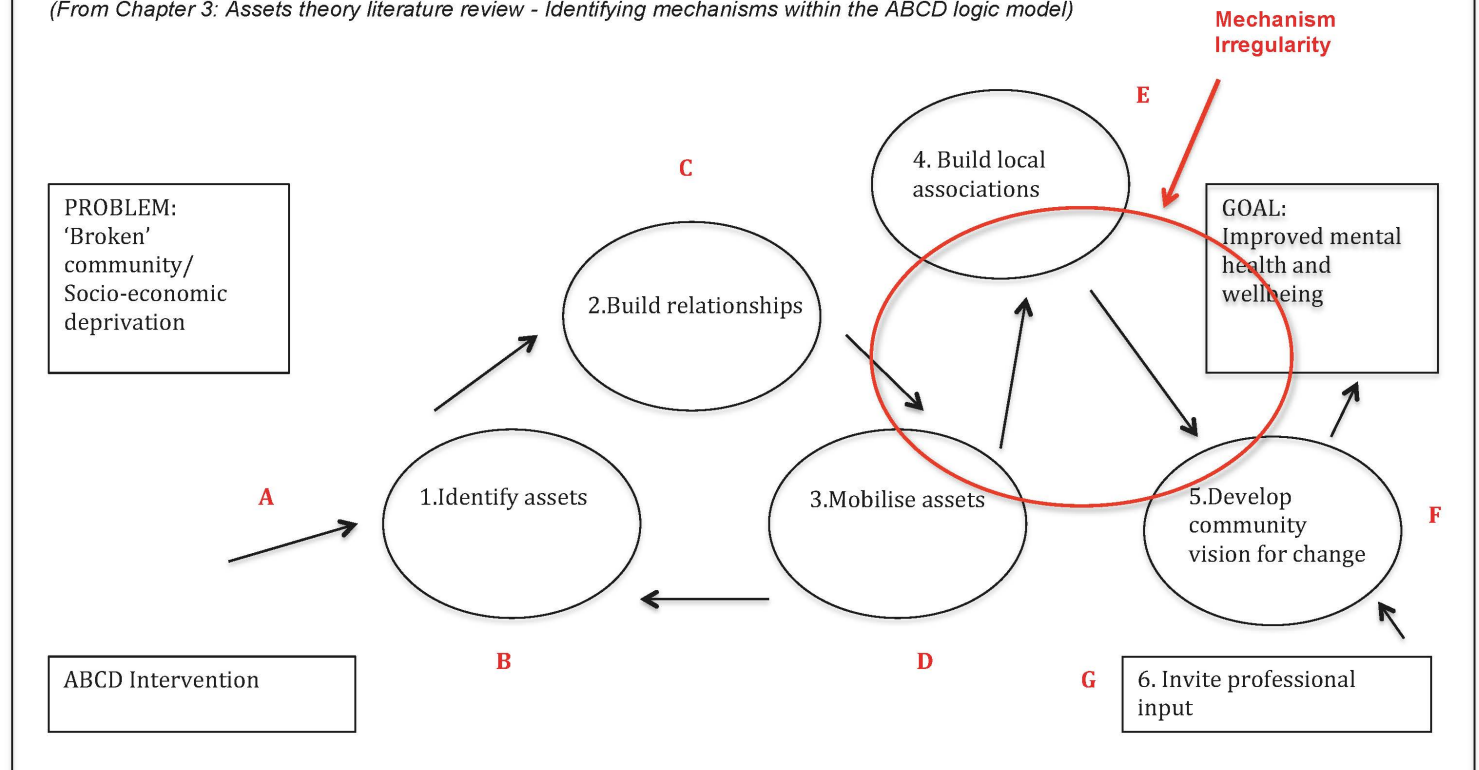 (From Chapter 3: Assets theory literature review - Identifying mechanisms within the ABCD logic model)
Mechanism
Irregularity
E
4. Build local
associations
C
PROBLEM:
‘Broken’
community/
Socio-economic
deprivation
GOAL:
Improved mental
health and
wellbeing
2.Build relationships
A
1.Identify assets
3.Mobilise assets
5.Develop
community
vision for change
F
B
D
ABCD Intervention
G
6. Invite professional
input